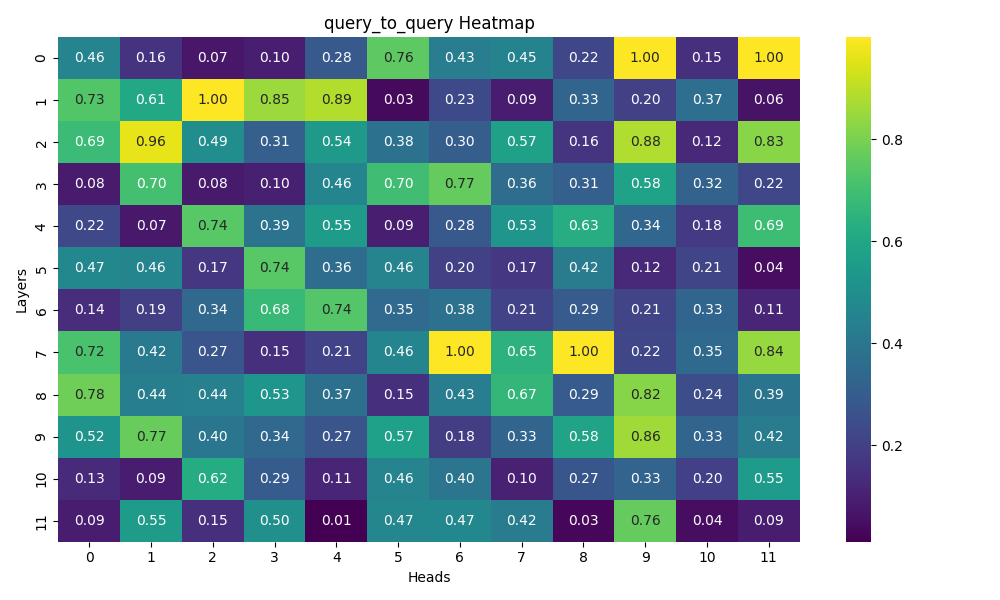 query_to_query Heatmap
0 0.46 0.16 0.07 0.10 0.28 0.76 0.43 0.45 0.22 1.00 0.15 1.00
1 0.73 0.61 1.00 0.85 0.89 0.03 0.23 0.09 0.33 0.20 0.37 0.06
2 0.69 0.96 0.49 0.31 0.54 0.38 0.30 0.57 0.16 0.88 0.12 0.83
3 0.08 0.70 0.08 0.10 0.46 0.70 0.77 0.36 0.31 0.58 0.32 0.22
4 0.22 0.07 0.74 0.39 0.55 0.09 0.28 0.53 0.63 0.34 0.18 0.69
5 0.47 0.46 0.17 0.74 0.36 0.46 0.20 0.17 0.42 0.12 0.21 0.04
6 0.14 0.19 0.34 0.68 0.74 0.35 0.38 0.21 0.29 0.21 0.33 0.11
7 0.72 0.42 0.27 0.15 0.21 0.46 1.00 0.65 1.00 0.22 0.35 0.84
8 0.78 0.44 0.44 0.53 0.37 0.15 0.43 0.67 0.29 0.82 0.24 0.39
9 0.52 0.77 0.40 0.34 0.27 0.57 0.18 0.33 0.58 0.86 0.33 0.42
10 0.13 0.09 0.62 0.29 0.11 0.46 0.40 0.10 0.27 0.33 0.20 0.55
11 0.09 0.55 0.15 0.50 0.01 0.47 0.47 0.42 0.03 0.76 0.04 0.09
0 1 2 3 4 5 6 7 8 9 10 11
Heads
Layers
0.8
0.6
0.4
0.2